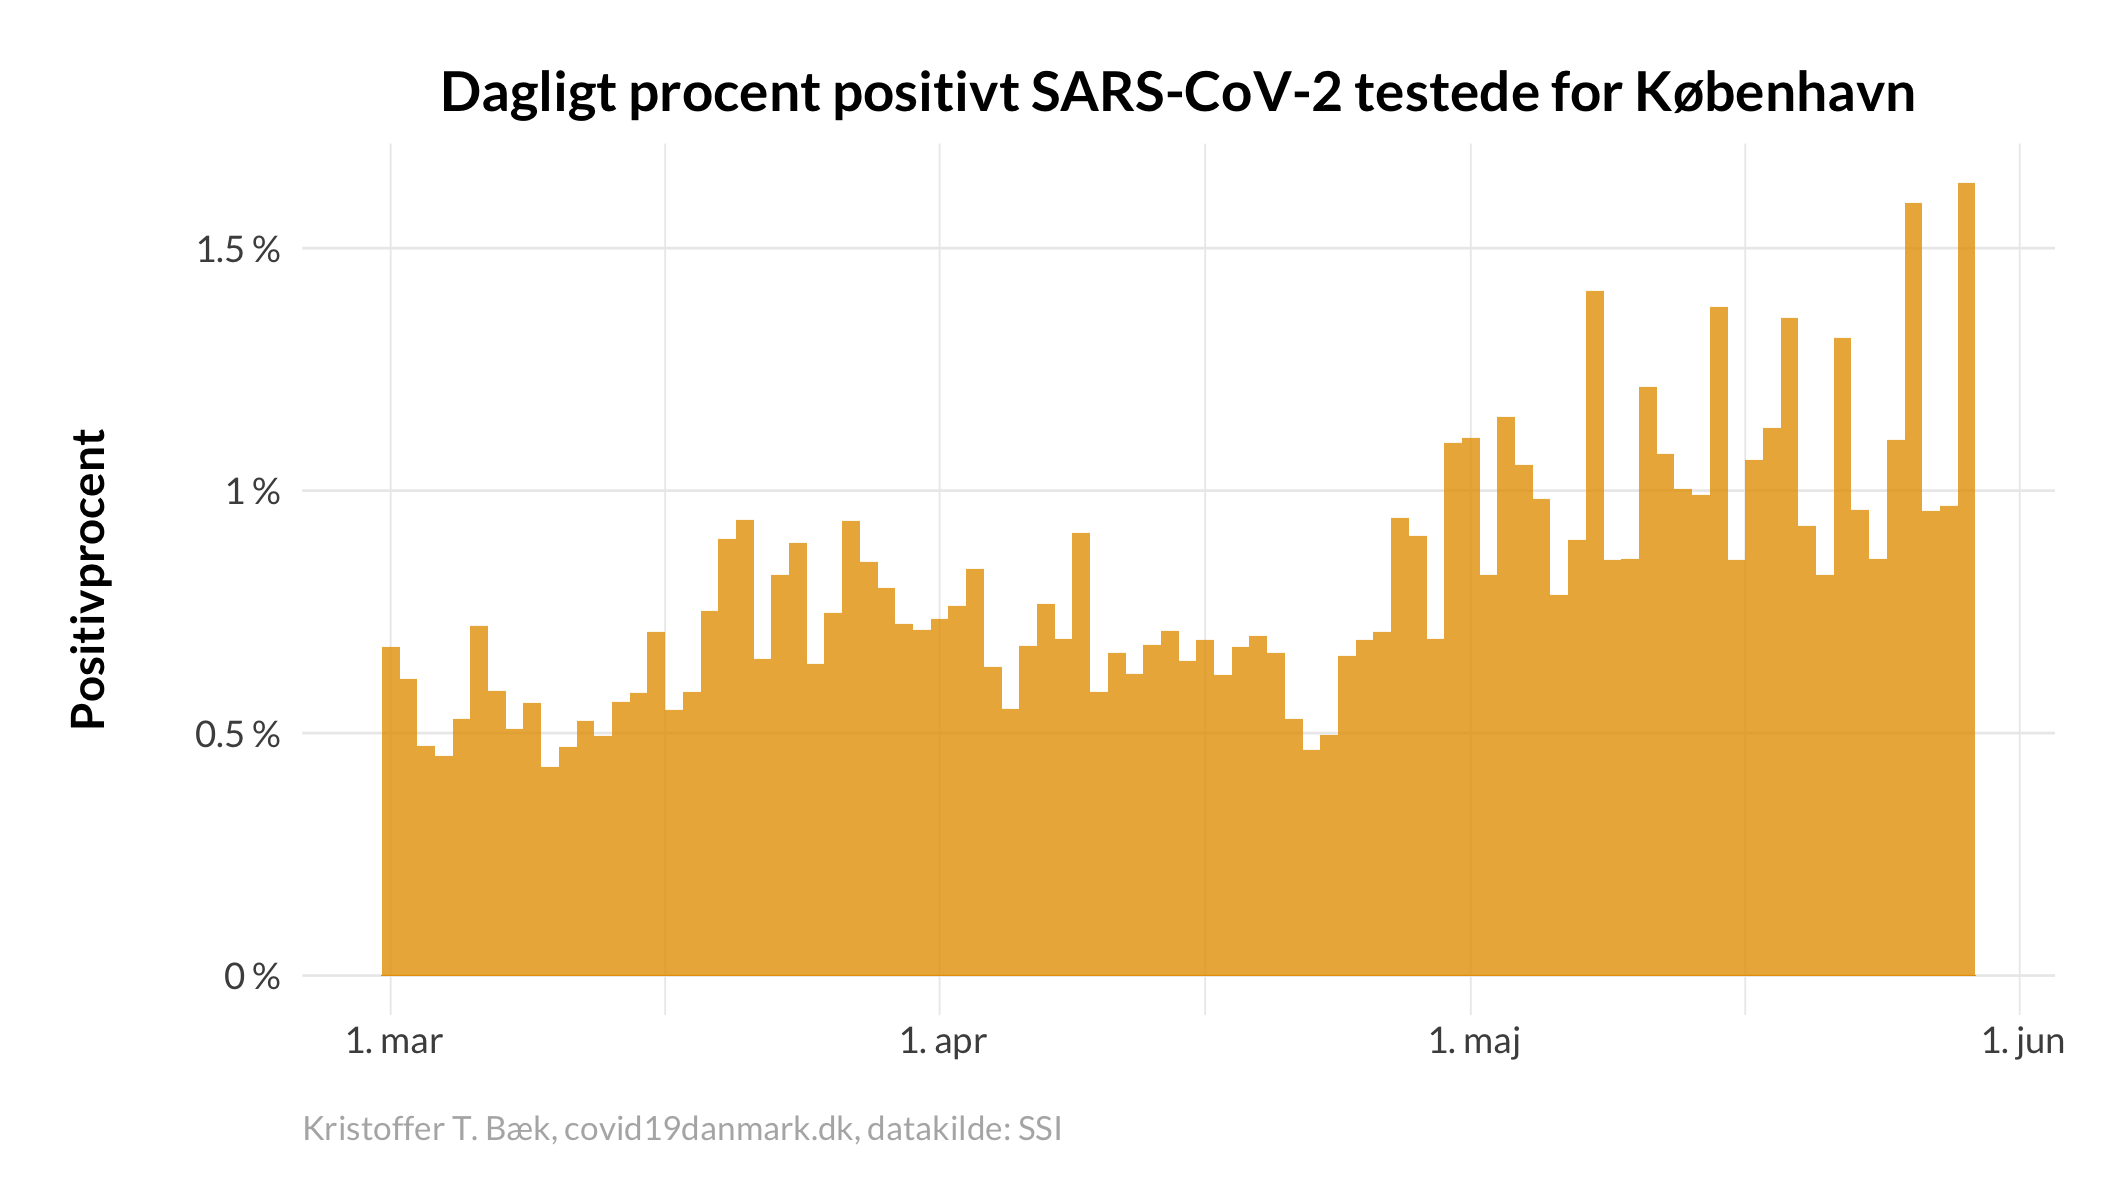 Dagligt procent positivt SARS-CoV-2 testede for København
Positivprocent
1.5 %
1 %
0.5 %
0 %
1. mar 1. apr 1. maj 1. jun
Kristoffer T. Bæk, covid19danmark.dk, datakilde: SSI